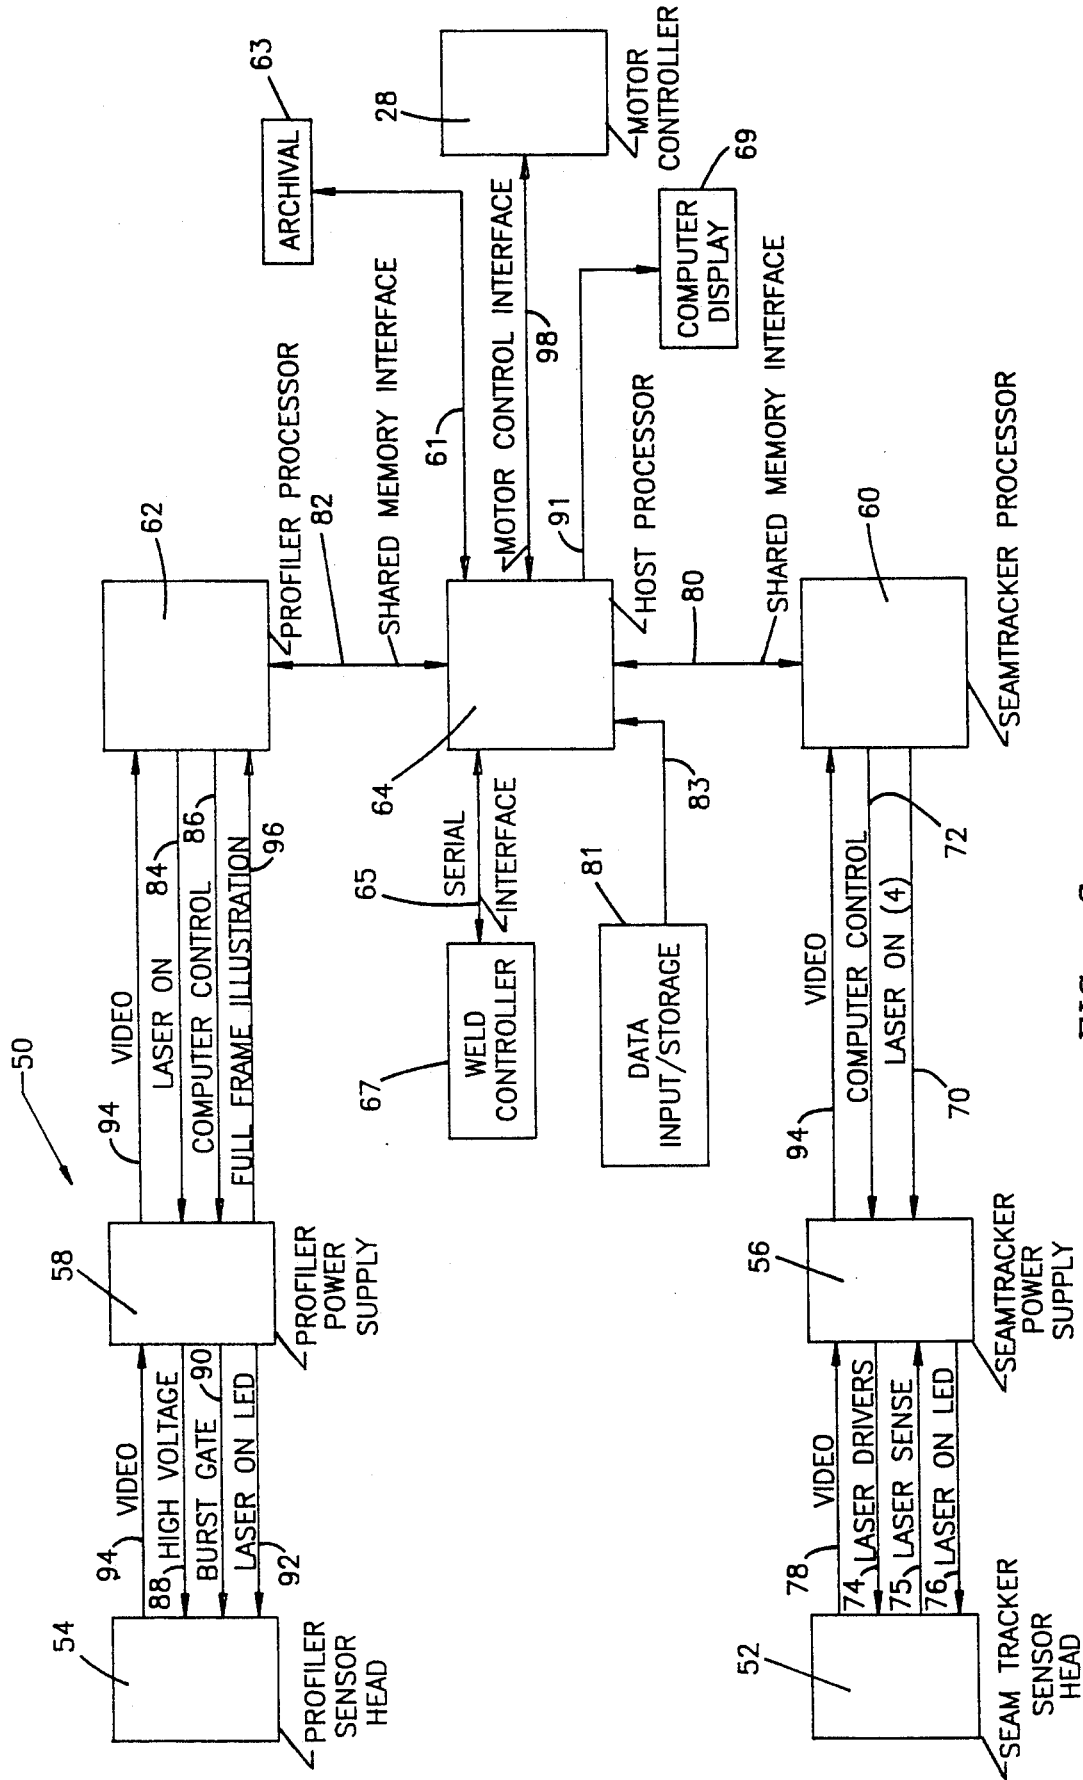 50
54
PROFILER
SENSOR
HEAD
94
VIDEO
88
HIGH VOLTAGE
BURST GATE
90
LASER ON LED
92
58
PROFILER
POWER
SUPPLY
94
VIDEO
LASER ON
84
COMPUTER CONTROL
86
FULL FRAME ILLUSTRATION
96
62
PROFILER PROCESSOR
82
SHARED MEMORY INTERFACE
61
ARCHIVAL
63
28
MOTOR
CONTROLLER
MOTOR CONTROL INTERFACE
98
67
WELD
CONTROLLER
65
SERIAL
INTERFACE
64
HOST PROCESSOR
91
COMPUTER
DISPLAY
69
DATA
INPUT/STORAGE
81
83
80
SHARED MEMORY INTERFACE
52
SEAM TRACKER
SENSOR
HEAD
78
VIDEO
74
LASER DRIVERS
75
LASER SENSE
76
LASER ON LED
56
SEAMTRACKER
POWER
SUPPLY
94
VIDEO
COMPUTER CONTROL
72
LASER ON (4)
70
60
SEAMTRACKER PROCESSOR